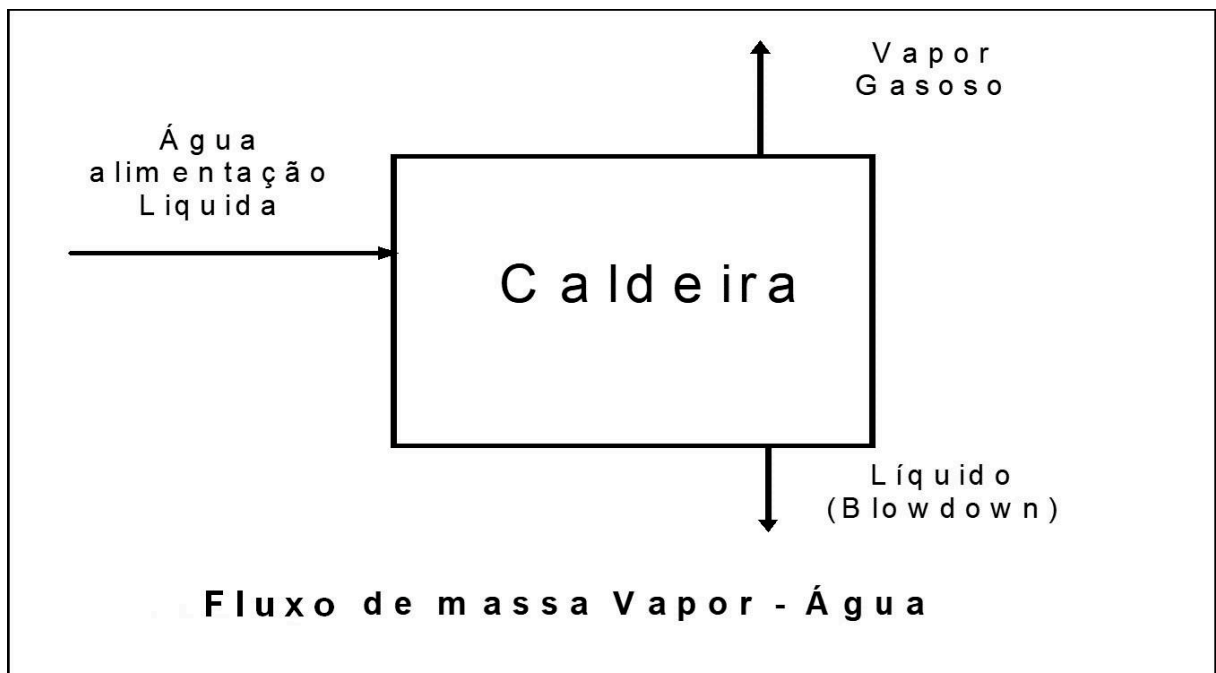 Vapor
Gasoso
Água
alimentação
Liquida
Caldeira
Líquido
(Blowdown)
Fluxo de massa Vapor - Água